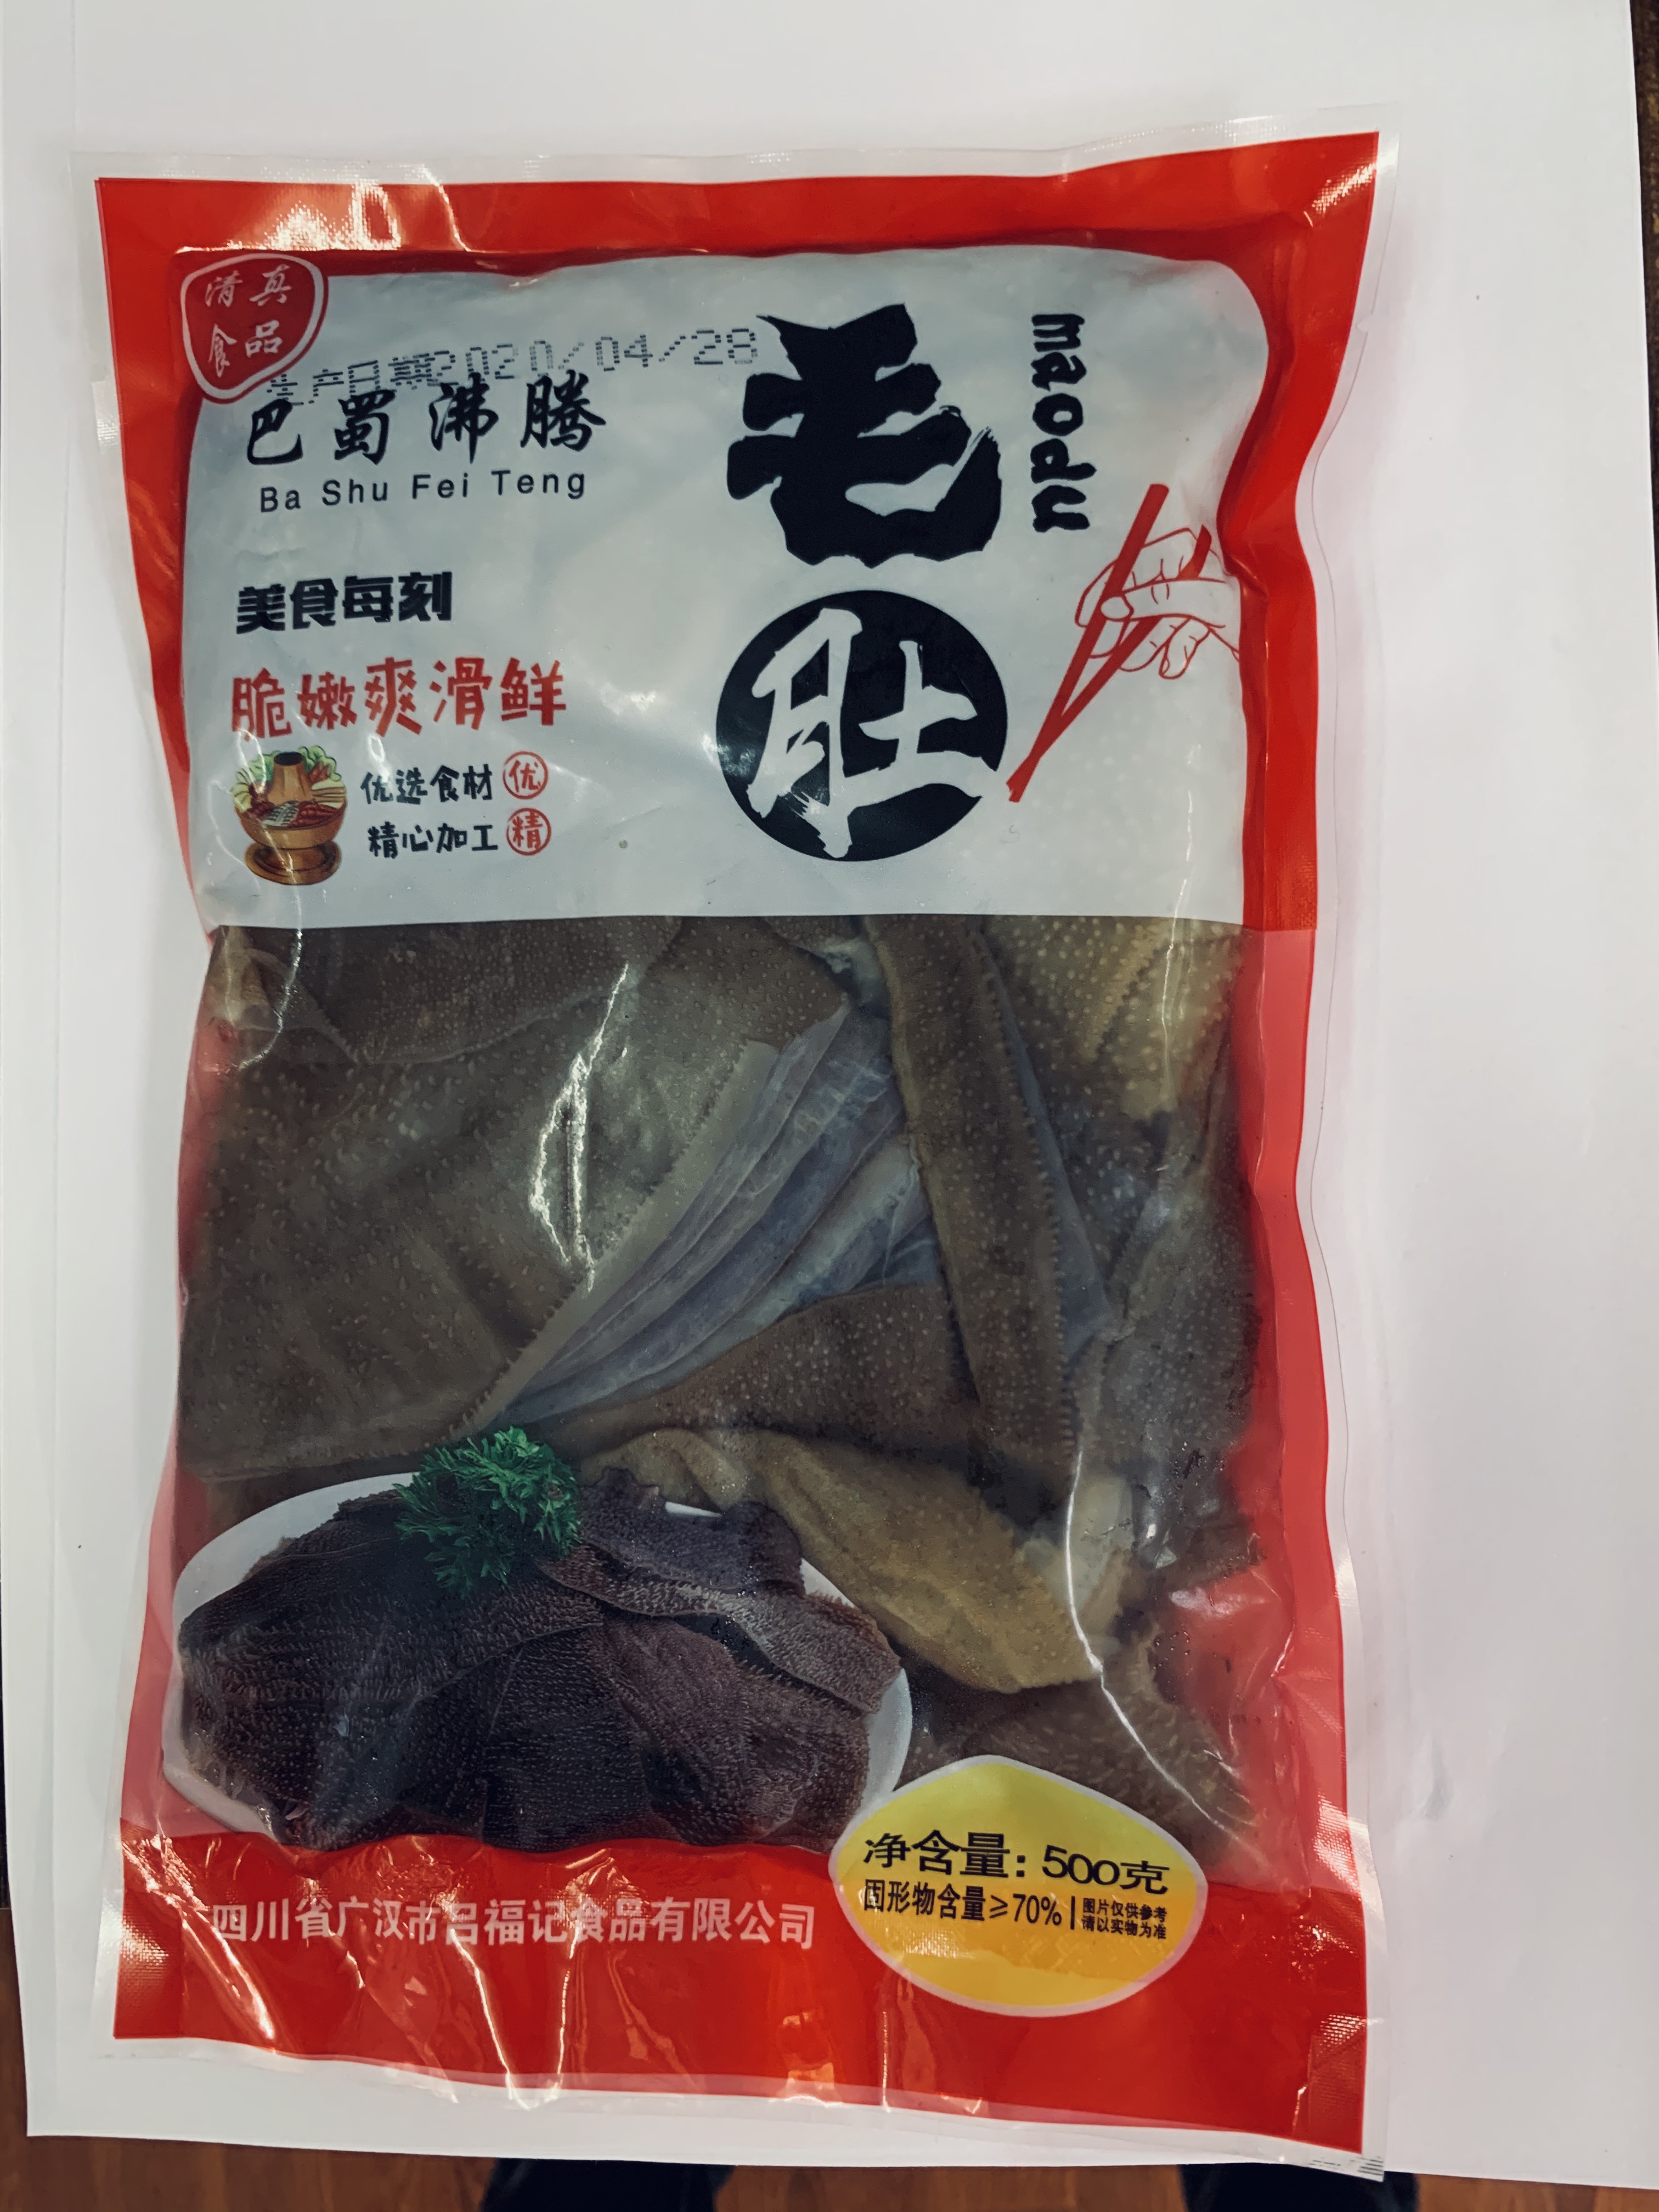 清真
食品
生产日期2020/04/28
巴蜀沸腾
Ba Shu Fei Teng
毛肚
maodu
美食每刻
脆嫩爽滑鲜
优选食材 优
精心加工 精
净含量：500克
固形物含量≥70%
图片仅供参考
请以实物为准
四川省广汉市吕福记食品有限公司